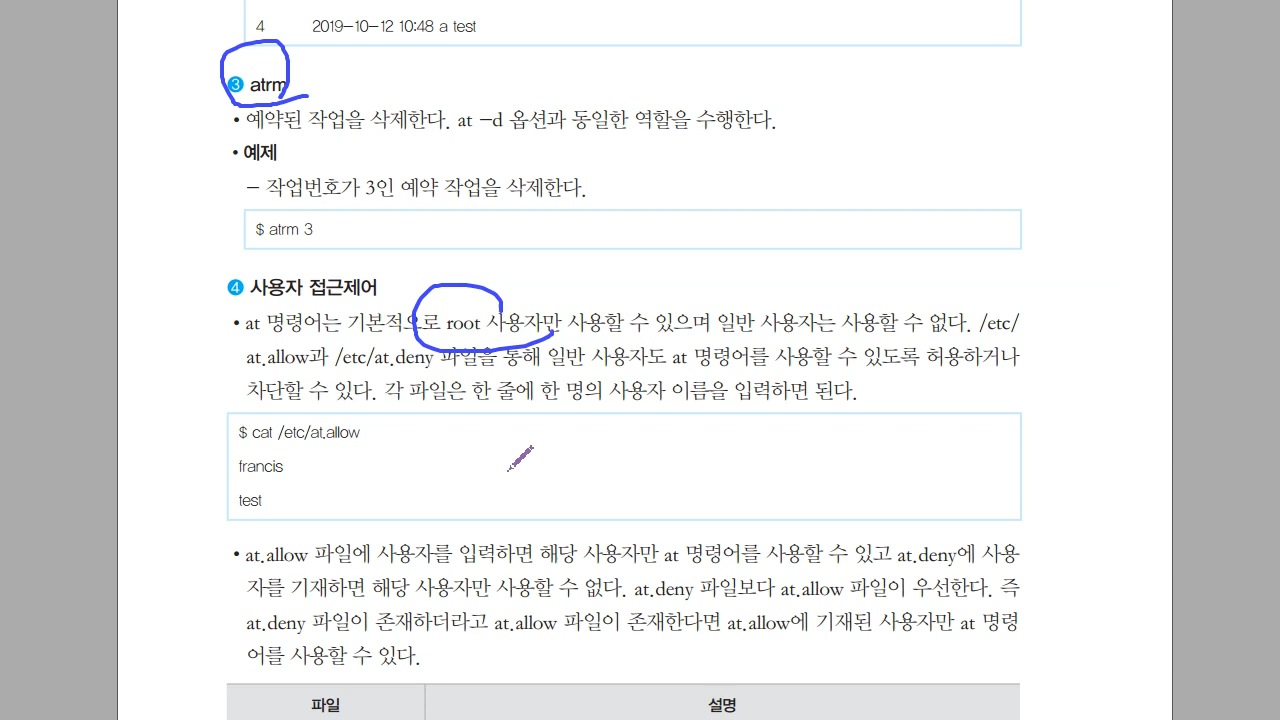 4 2019-10-12 10:48 a test
❸ atrm
• 예약된 작업을 삭제한다. at -d 옵션과 동일한 역할을 수행한다.
• 예제
- 작업번호가 3인 예약 작업을 삭제한다.
$ atrm 3
❹ 사용자 접근제어
• at 명령어는 기본적으로 root 사용자만 사용할 수 있으며 일반 사용자는 사용할 수 없다. /etc/
at.allow과 /etc/at.deny 파일을 통해 일반 사용자도 at 명령어를 사용할 수 있도록 허용하거나
차단할 수 있다. 각 파일은 한 줄에 한 명의 사용자 이름을 입력하면 된다.
$ cat /etc/at.allow
francis
test
• at.allow 파일에 사용자를 입력하면 해당 사용자만 at 명령어를 사용할 수 있고 at.deny에 사용
자를 기재하면 해당 사용자만 사용할 수 없다. at.deny 파일보다 at.allow 파일이 우선한다. 즉
at.deny 파일이 존재하더라고 at.allow 파일이 존재한다면 at.allow에 기재된 사용자만 at 명령
어를 사용할 수 있다.
파일 설명